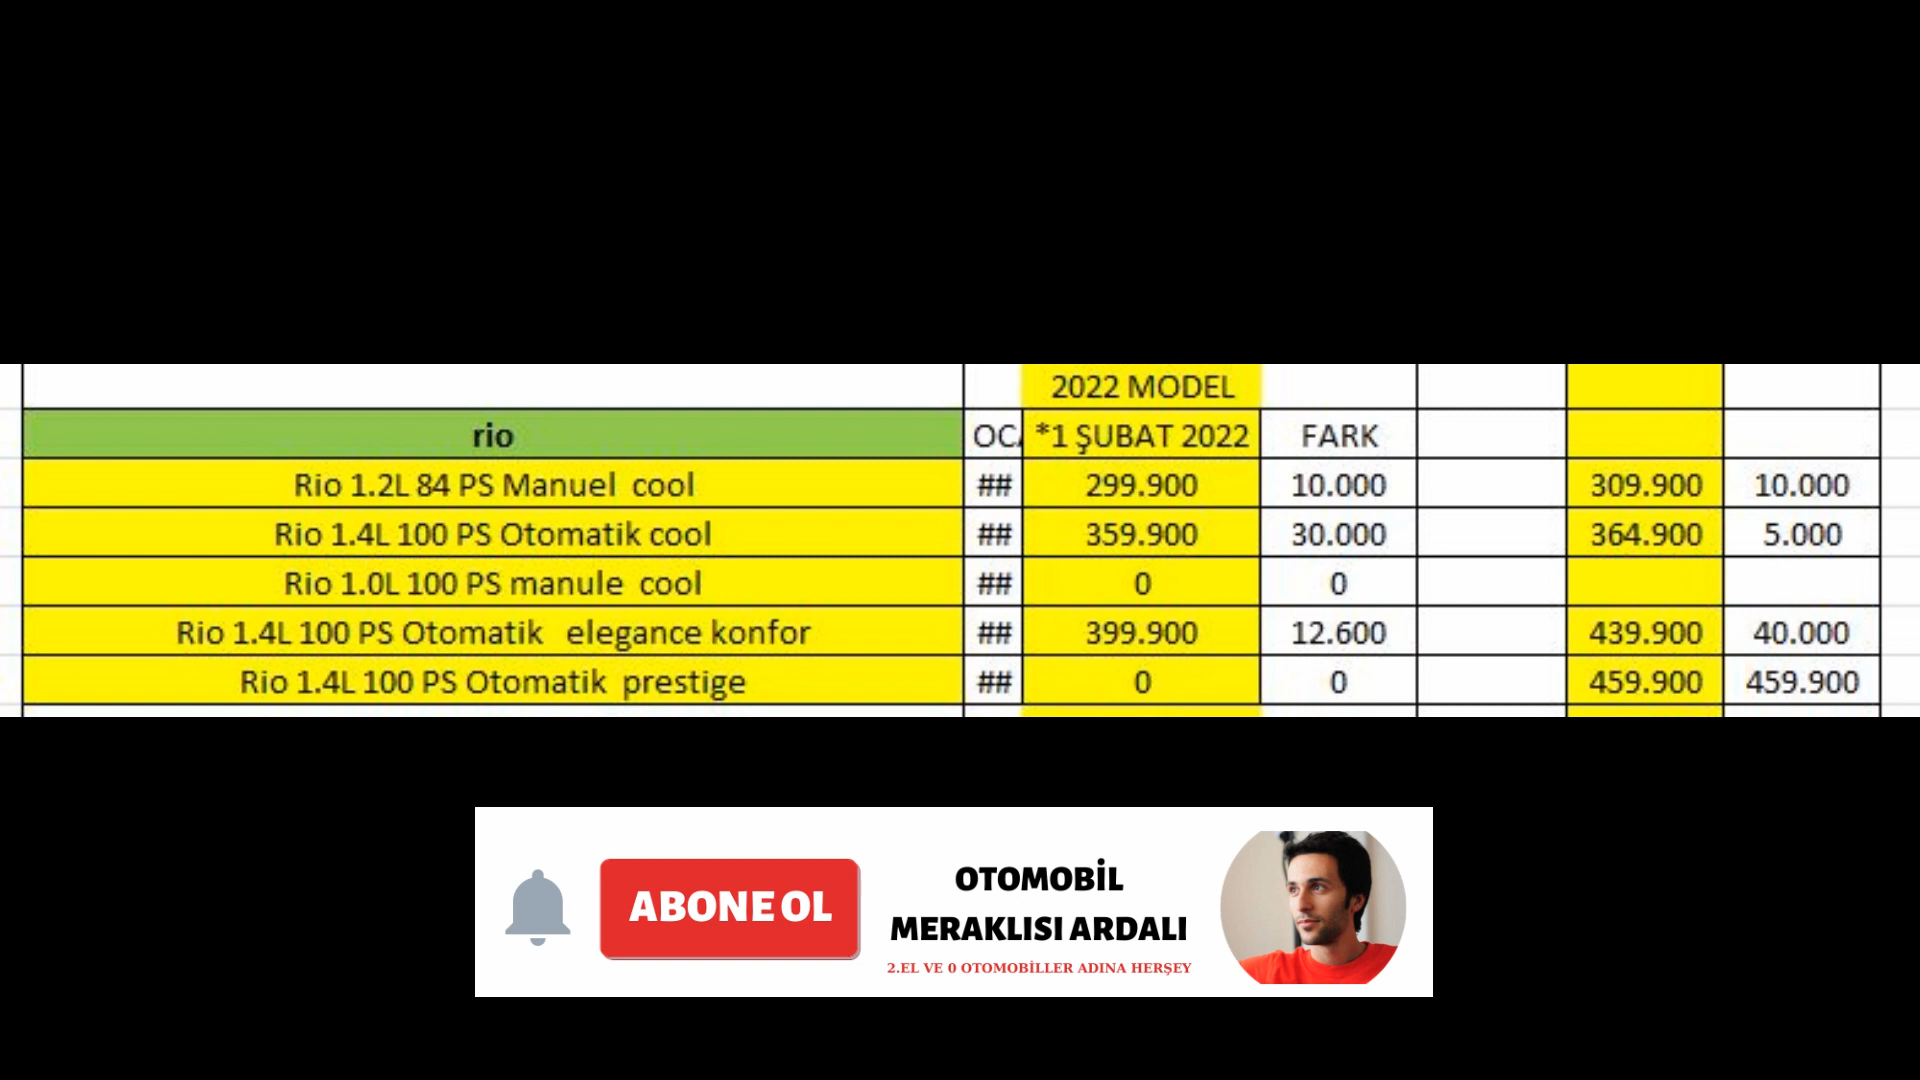 2022 MODEL
rio OCA *1 ŞUBAT 2022 FARK
Rio 1.2L 84 PS Manuel cool ## 299.900 10.000 309.900 10.000
Rio 1.4L 100 PS Otomatik cool ## 359.900 30.000 364.900 5.000
Rio 1.0L 100 PS manule cool ## 0 0
Rio 1.4L 100 PS Otomatik elegance konfor ## 399.900 12.600 439.900 40.000
Rio 1.4L 100 PS Otomatik prestige ## 0 0 459.900 459.900
ABONE OL
OTOMOBİL
MERAKLISI ARDALI
2.EL VE 0 OTOMOBİLLER ADINA HERŞEY